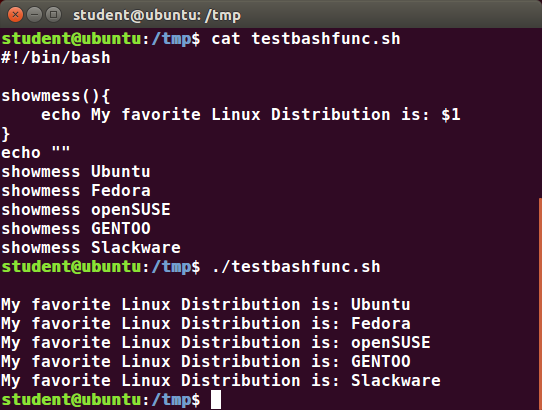 student@ubuntu: /tmp
student@ubuntu:/tmp$ cat testbashfunc.sh
#!/bin/bash

showmess(){
    echo My favorite Linux Distribution is: $1
}
echo ""
showmess Ubuntu
showmess Fedora
showmess openSUSE
showmess GENTOO
showmess Slackware
student@ubuntu:/tmp$ ./testbashfunc.sh

My favorite Linux Distribution is: Ubuntu
My favorite Linux Distribution is: Fedora
My favorite Linux Distribution is: openSUSE
My favorite Linux Distribution is: GENTOO
My favorite Linux Distribution is: Slackware
student@ubuntu:/tmp$